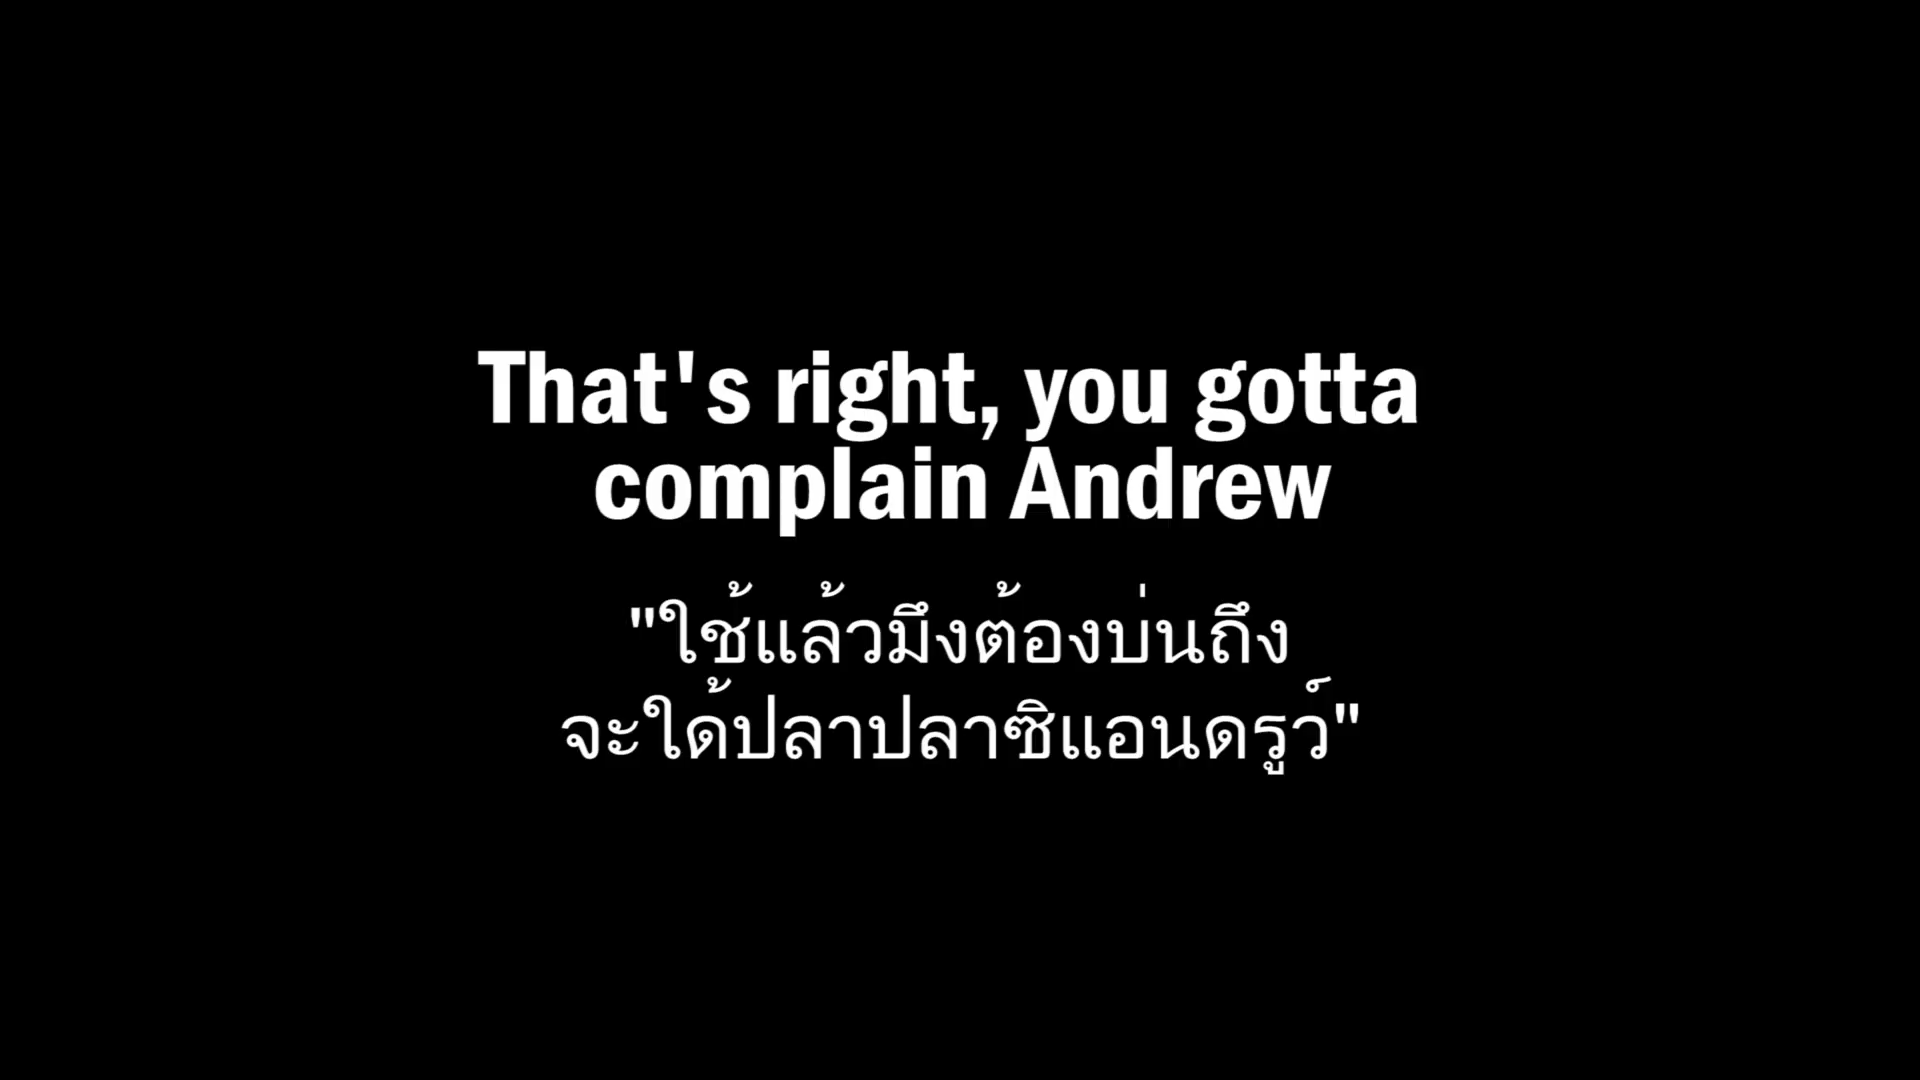 That's right, you gotta
complain Andrew
"ใช้แล้วมึงต้องบ่นถึง
จะใด้ปลาปลาซิแอนดรูว์"